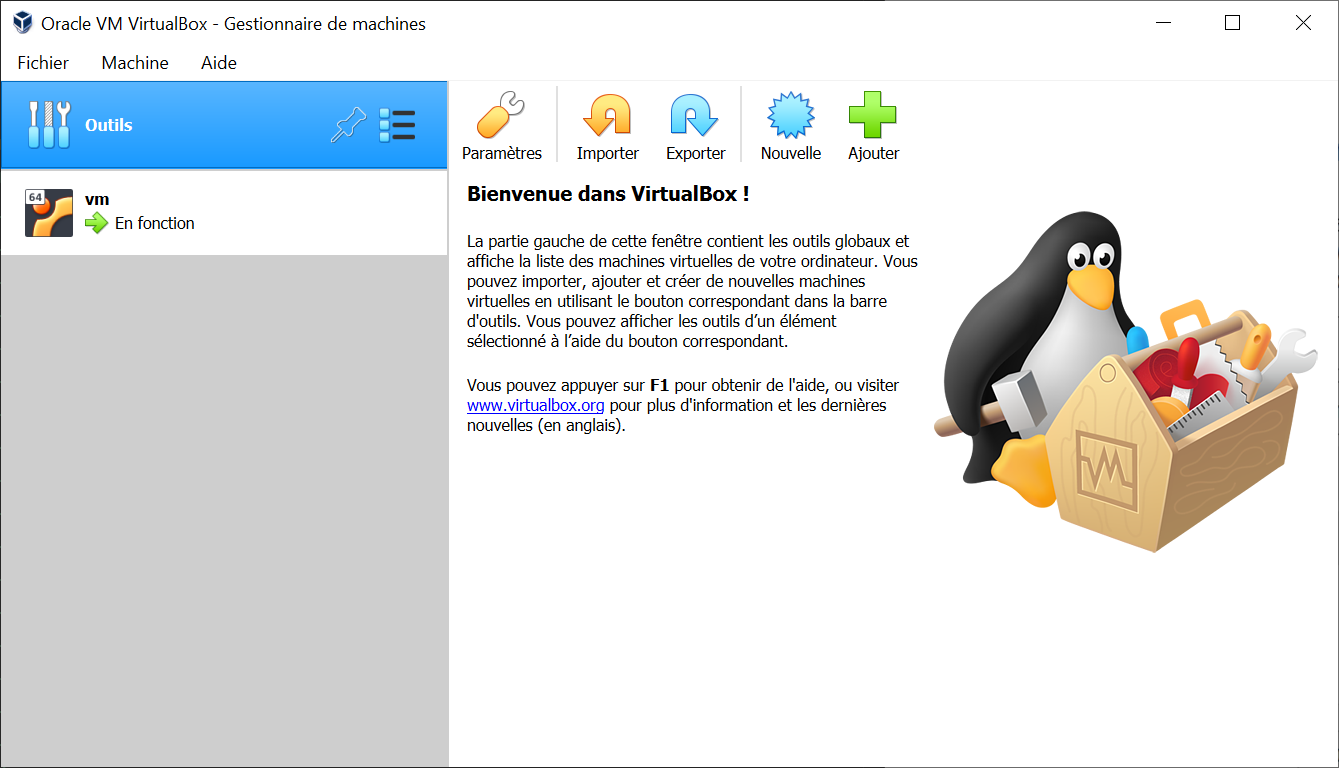 Oracle VM VirtualBox - Gestionnaire de machines
Fichier Machine Aide
Outils
Paramètres Importer Exporter Nouvelle Ajouter
64
vm
En fonction
Bienvenue dans VirtualBox !
La partie gauche de cette fenêtre contient les outils globaux et
affiche la liste des machines virtuelles de votre ordinateur. Vous
pouvez importer, ajouter et créer de nouvelles machines
virtuelles en utilisant le bouton correspondant dans la barre
d'outils. Vous pouvez afficher les outils d’un élément
sélectionné à l’aide du bouton correspondant.
Vous pouvez appuyer sur F1 pour obtenir de l'aide, ou visiter
www.virtualbox.org pour plus d'information et les dernières
nouvelles (en anglais).